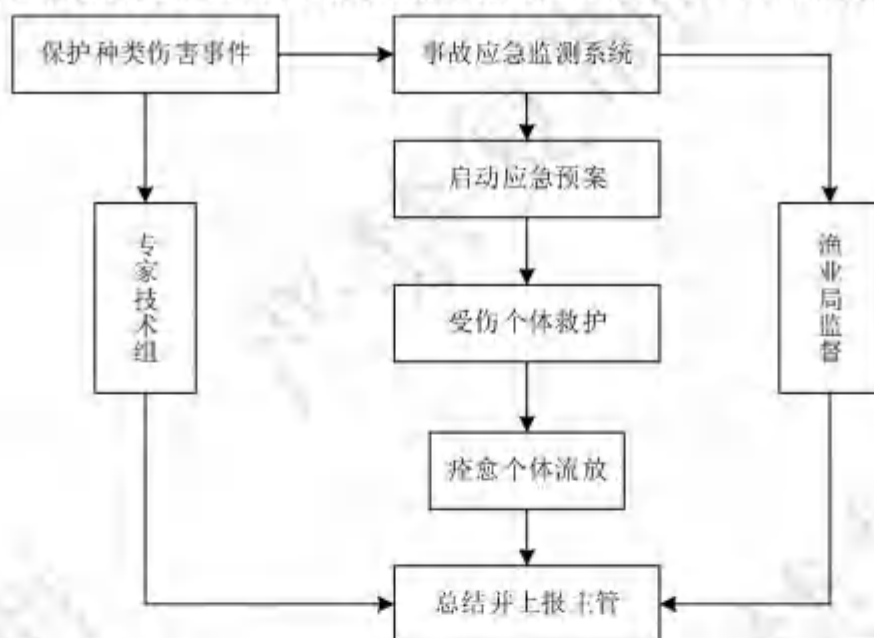 保护种类伤害事件
事故应急监测系统
启动应急预案
专家技术组
渔业局监督
受伤个体救护
痊愈个体流放
总结并上报主管